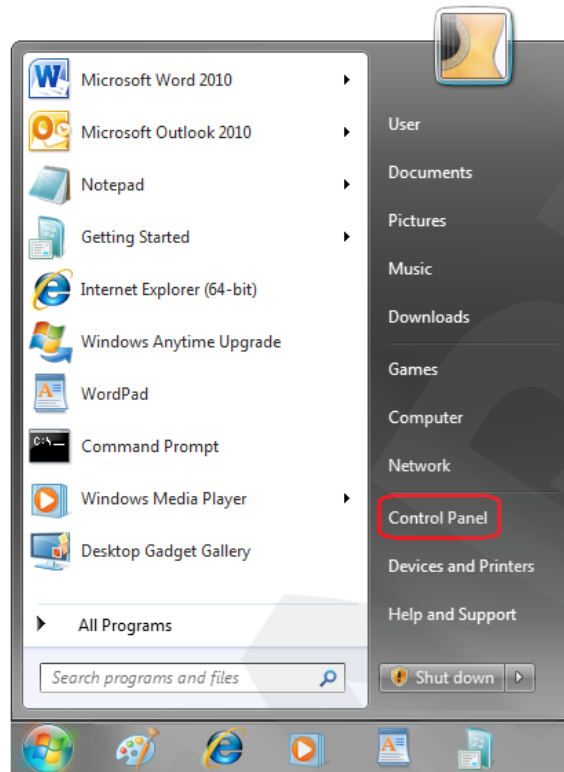 Microsoft Word 2010
Microsoft Outlook 2010
Notepad
Getting Started
Internet Explorer (64-bit)
Windows Anytime Upgrade
WordPad
C:\_
Command Prompt
Windows Media Player
Desktop Gadget Gallery
All Programs
Search programs and files
User
Documents
Pictures
Music
Downloads
Games
Computer
Network
Control Panel
Devices and Printers
Help and Support
Shut down